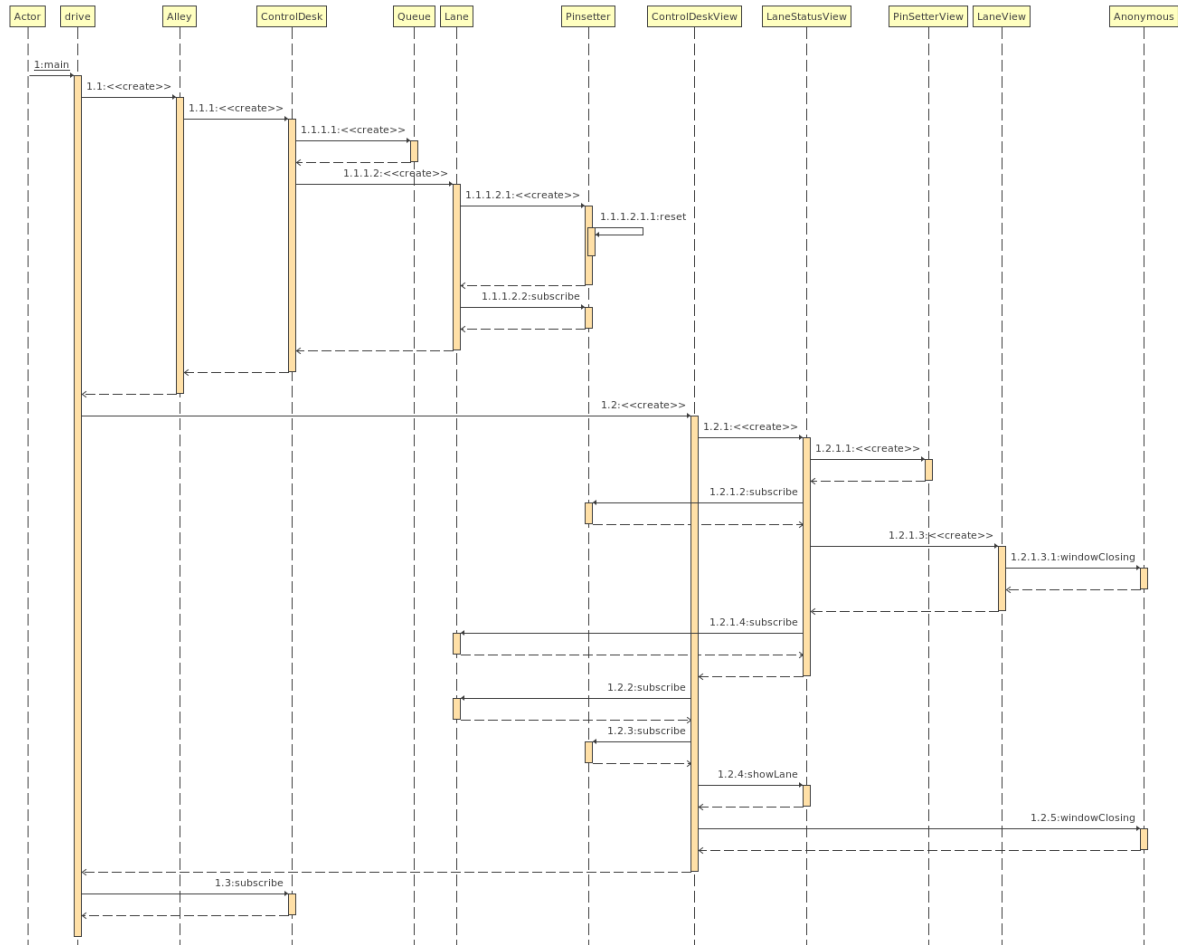 Actor
drive
Alley
ControlDesk
Queue
Lane
Pinsetter
ControlDeskView
LaneStatusView
PinSetterView
LaneView
Anonymous
1:main
1.1:<<create>>
1.1.1:<<create>>
1.1.1.1:<<create>>
1.1.1.2:<<create>>
1.1.1.2.1:<<create>>
1.1.1.2.1.1:reset
1.1.1.2.2:subscribe
1.2:<<create>>
1.2.1:<<create>>
1.2.1.1:<<create>>
1.2.1.2:subscribe
1.2.1.3:<<create>>
1.2.1.3.1:windowClosing
1.2.1.4:subscribe
1.2.2:subscribe
1.2.3:subscribe
1.2.4:showLane
1.2.5:windowClosing
1.3:subscribe